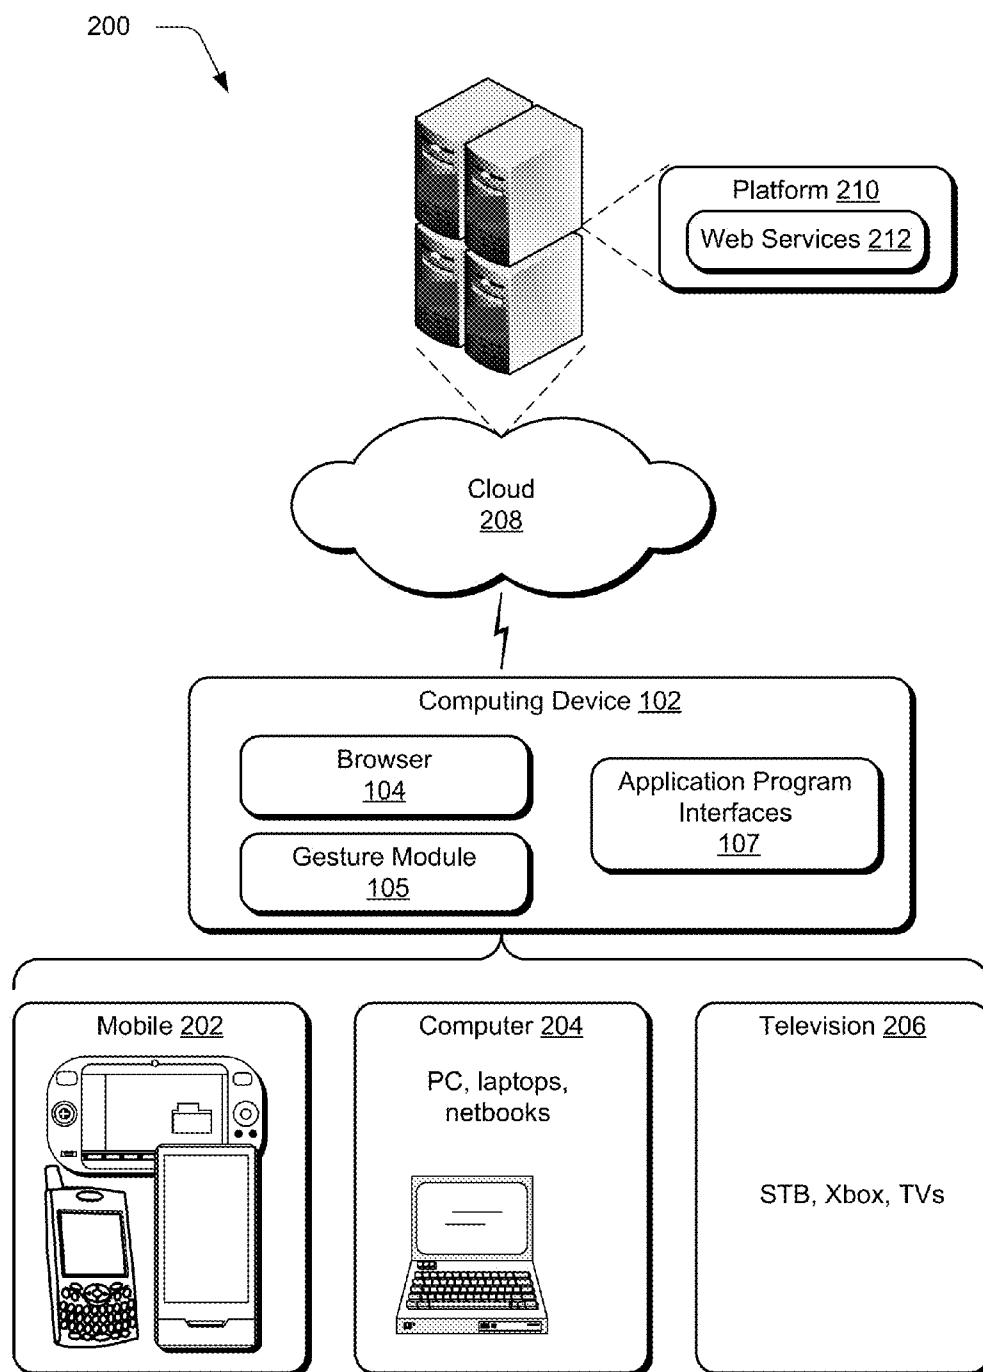 200
Platform 210
Web Services 212
Cloud
208
Computing Device 102
Browser
104
Application Program
Interfaces
107
Gesture Module
105
Mobile 202
Computer 204
PC, laptops,
netbooks
Television 206
STB, Xbox, TVs